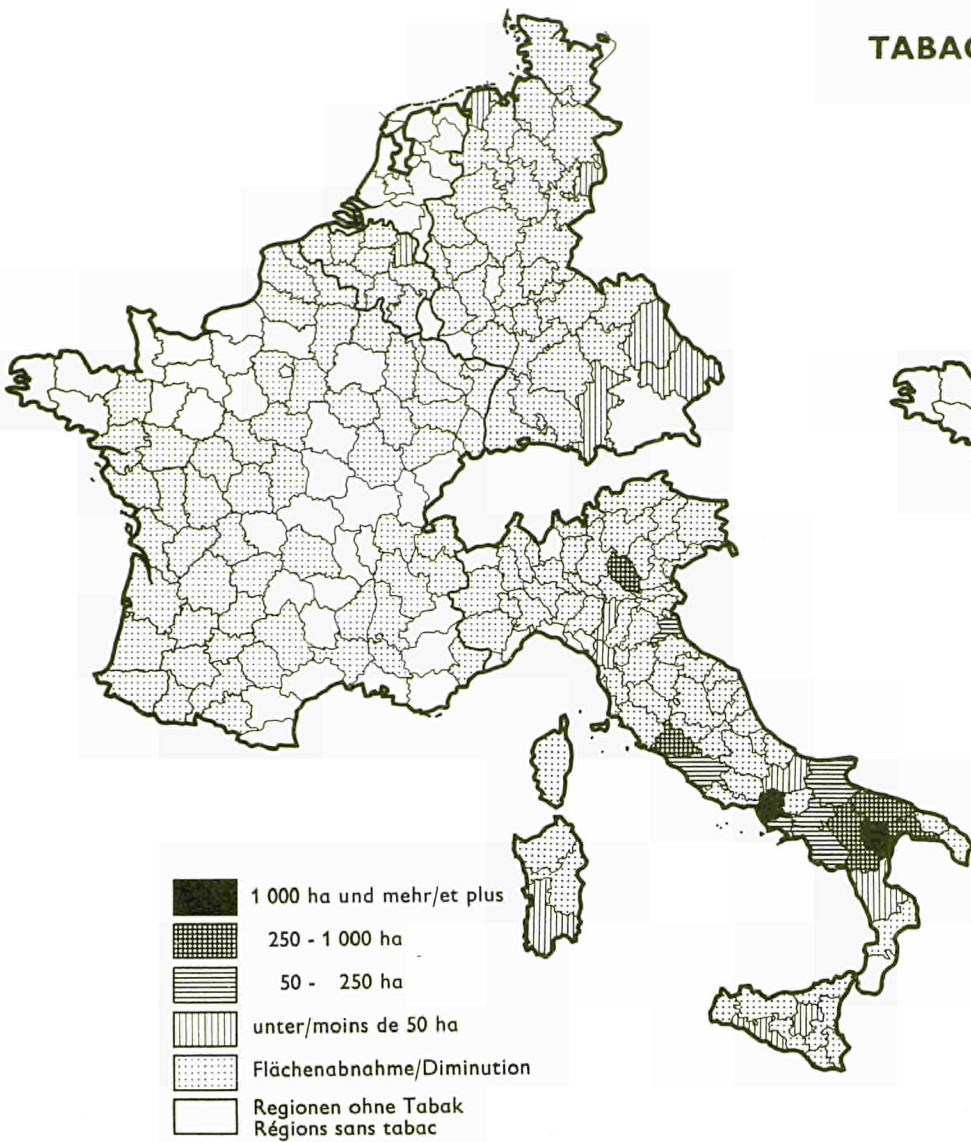 TABAC
1 000 ha und mehr/et plus
250 - 1 000 ha
50 - 250 ha
unter/moins de 50 ha
Flächenabnahme/Diminution
Regionen ohne Tabak
Régions sans tabac